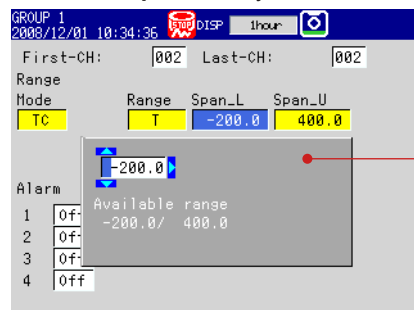 GROUP 1
2008/12/01 10:34:36 STOP DISP 1hour
First-CH: 002 Last-CH: 002
Range
Mode Range Span_L Span_U
TC T -200.0 400.0
-200.0
Alarm
Available range
-200.0/ 400.0
1 Off
2 Off
3 Off
4 Off